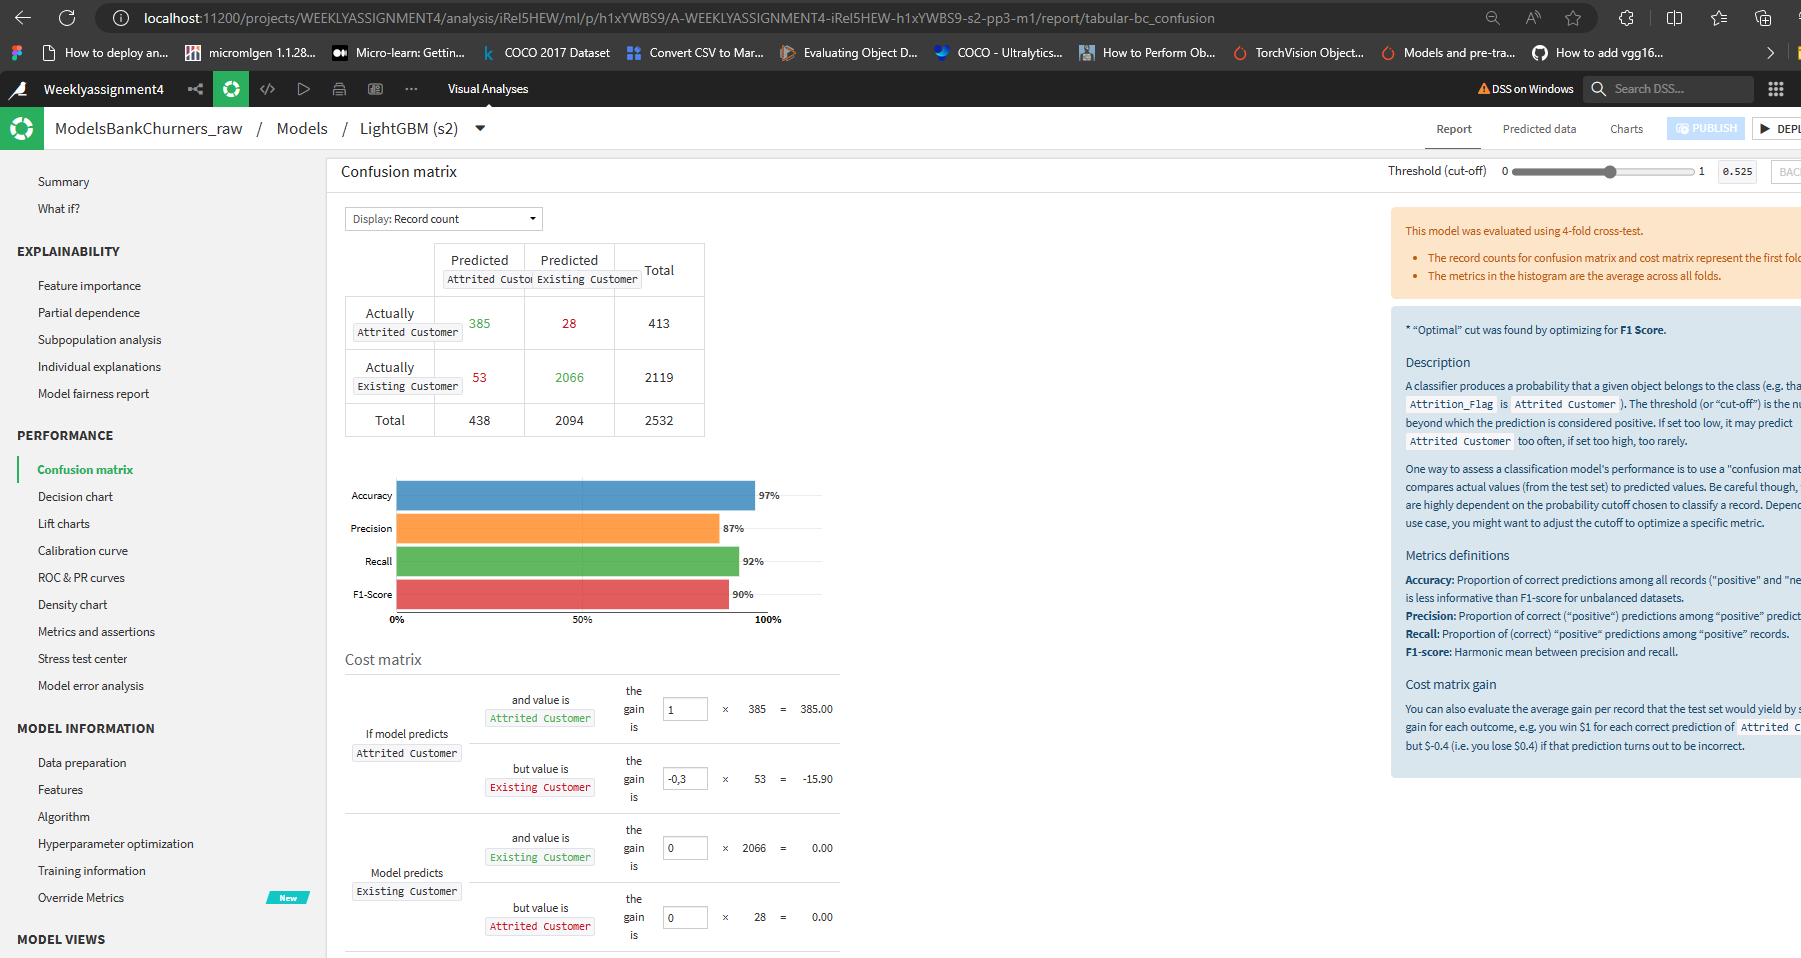 localhost:11200/projects/WEEKLYASSIGNMENT4/analysis/iRel5HEW/ml/p/h1xYWBS9/A-WEEKLYASSIGNMENT4-iRel5HEW-h1xYWBS9-s2-pp3-m1/report/tabular-bc_confusion
How to deploy an... micromlgen 1.1.28... Micro-learn: Gettin... COCO 2017 Dataset Convert CSV to Mar... Evaluating Object D... COCO - Ultralytics... How to Perform Ob... TorchVision Object... Models and pre-tra... How to add vgg16...
Weeklyassignment4 Visual Analyses DSS on Windows Search DSS...
ModelsBankChurners_raw / Models / LightGBM (s2) Report Predicted data Charts PUBLISH DEPL
Summary
What if?
EXPLAINABILITY
Feature importance
Partial dependence
Subpopulation analysis
Individual explanations
Model fairness report
PERFORMANCE
Confusion matrix
Decision chart
Lift charts
Calibration curve
ROC & PR curves
Density chart
Metrics and assertions
Stress test center
Model error analysis
MODEL INFORMATION
Data preparation
Features
Algorithm
Hyperparameter optimization
Training information
Override Metrics New
MODEL VIEWS
Confusion matrix Threshold (cut-off) 0 1 0.525 BAC
Display: Record count
Predicted Predicted Total
Attrited Custo Existing Customer
Actually Attrited Customer 385 28 413
Actually Existing Customer 53 2066 2119
Total 438 2094 2532
Accuracy 97%
Precision 87%
Recall 92%
F1-Score 90%
0% 50% 100%
Cost matrix
If model predicts Attrited Customer
and value is Attrited Customer the gain is 1 × 385 = 385.00
but value is Existing Customer the gain is -0,3 × 53 = -15.90
Model predicts Existing Customer
and value is Existing Customer the gain is 0 × 2066 = 0.00
but value is Attrited Customer the gain is 0 × 28 = 0.00
This model was evaluated using 4-fold cross-test.
• The record counts for confusion matrix and cost matrix represent the first fold
• The metrics in the histogram are the average across all folds.
* “Optimal” cut was found by optimizing for F1 Score.
Description
A classifier produces a probability that a given object belongs to the class (e.g. tha
Attrition_Flag is Attrited Customer ). The threshold (or “cut-off”) is the nu
beyond which the prediction is considered positive. If set too low, it may predict
Attrited Customer too often, if set too high, too rarely.
One way to assess a classification model's performance is to use a "confusion mat
compares actual values (from the test set) to predicted values. Be careful though,
are highly dependent on the probability cutoff chosen to classify a record. Depend
use case, you might want to adjust the cutoff to optimize a specific metric.
Metrics definitions
Accuracy: Proportion of correct predictions among all records ("positive" and "ne
is less informative than F1-score for unbalanced datasets.
Precision: Proportion of correct (“positive“) predictions among “positive” predict
Recall: Proportion of (correct) “positive“ predictions among “positive” records.
F1-score: Harmonic mean between precision and recall.
Cost matrix gain
You can also evaluate the average gain per record that the test set would yield by s
gain for each outcome, e.g. you win $1 for each correct prediction of Attrited C
but $-0.4 (i.e. you lose $0.4) if that prediction turns out to be incorrect.